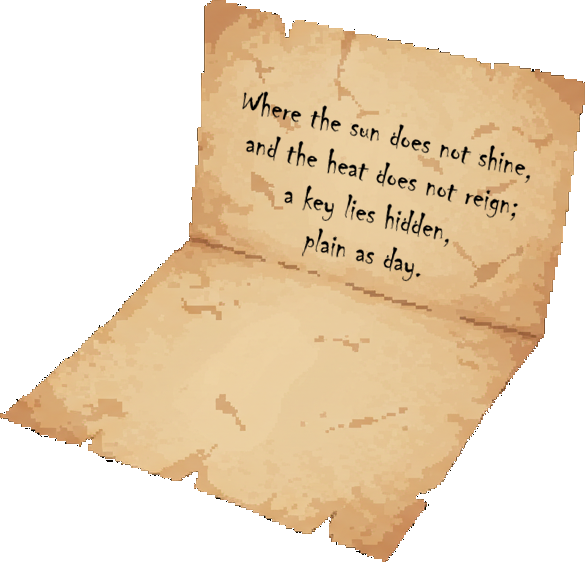 Where the sun does not shine,
and the heat does not reign;
a key lies hidden,
plain as day.